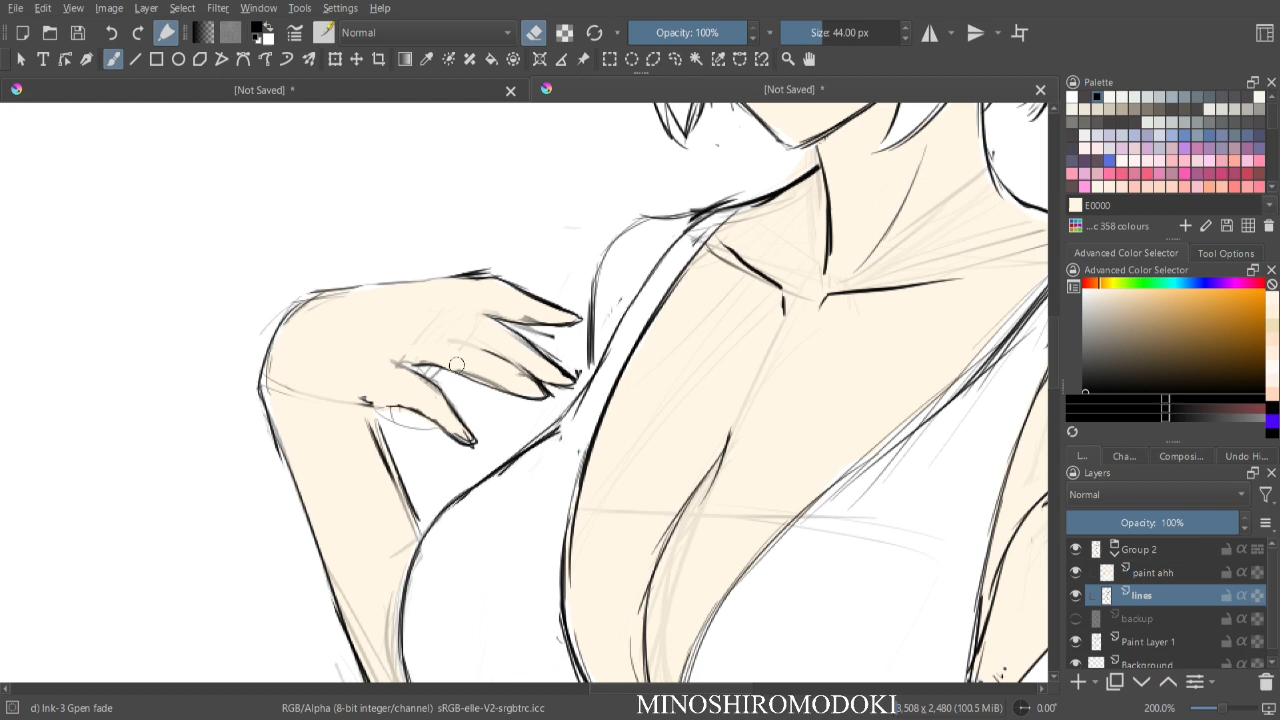 File Edit View Image Layer Select Filter Window Tools Settings Help
Normal Opacity: 100% Size: 44.00 px
[Not Saved] * [Not Saved] *
Palette
E0000
...c 358 colours
Advanced Color Selector Tool Options
Advanced Color Selector
L... Cha... Composi... Undo Hi...
Layers
Normal
Opacity: 100%
Group 2
paint ahh
lines
backup
Paint Layer 1
Background
d) Ink-3 Gpen fade RGB/Alpha (8-bit integer/channel) sRGB-elle-V2-srgbtrc.icc MINOSHIROMODOKI 3,508 x 2,480 (100.5 MiB) 0.00° 200.0%